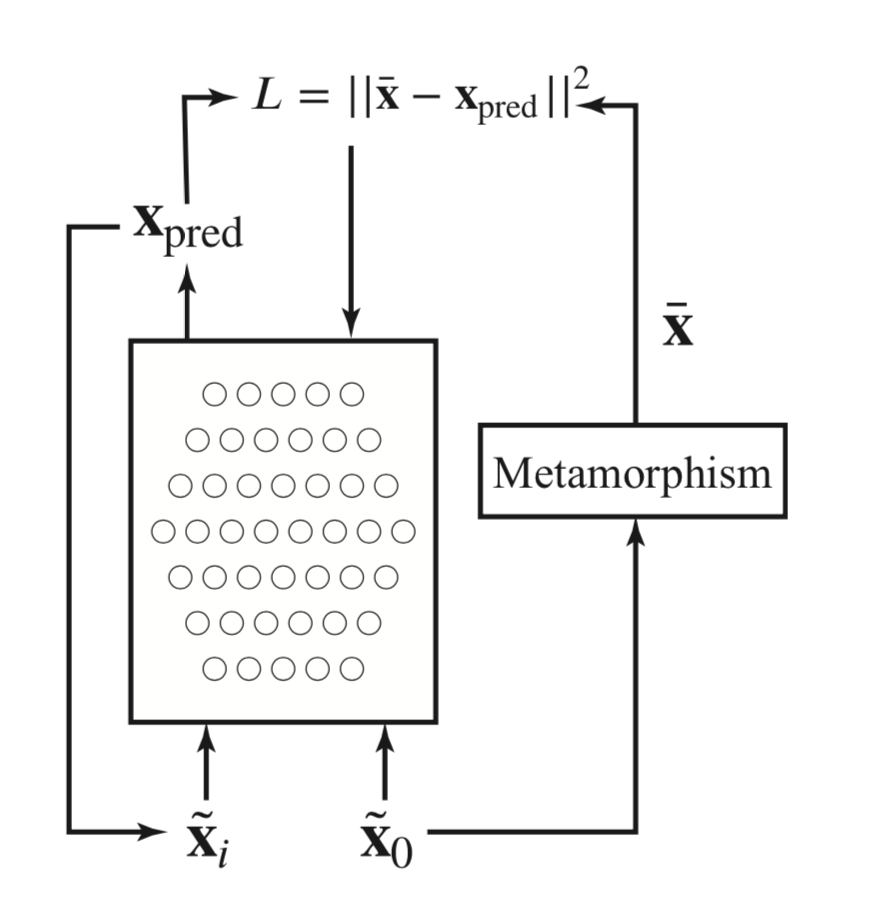 L = ||x̄ − x_pred||²
x_pred
x̄
Metamorphism
x̃_i
x̃_0